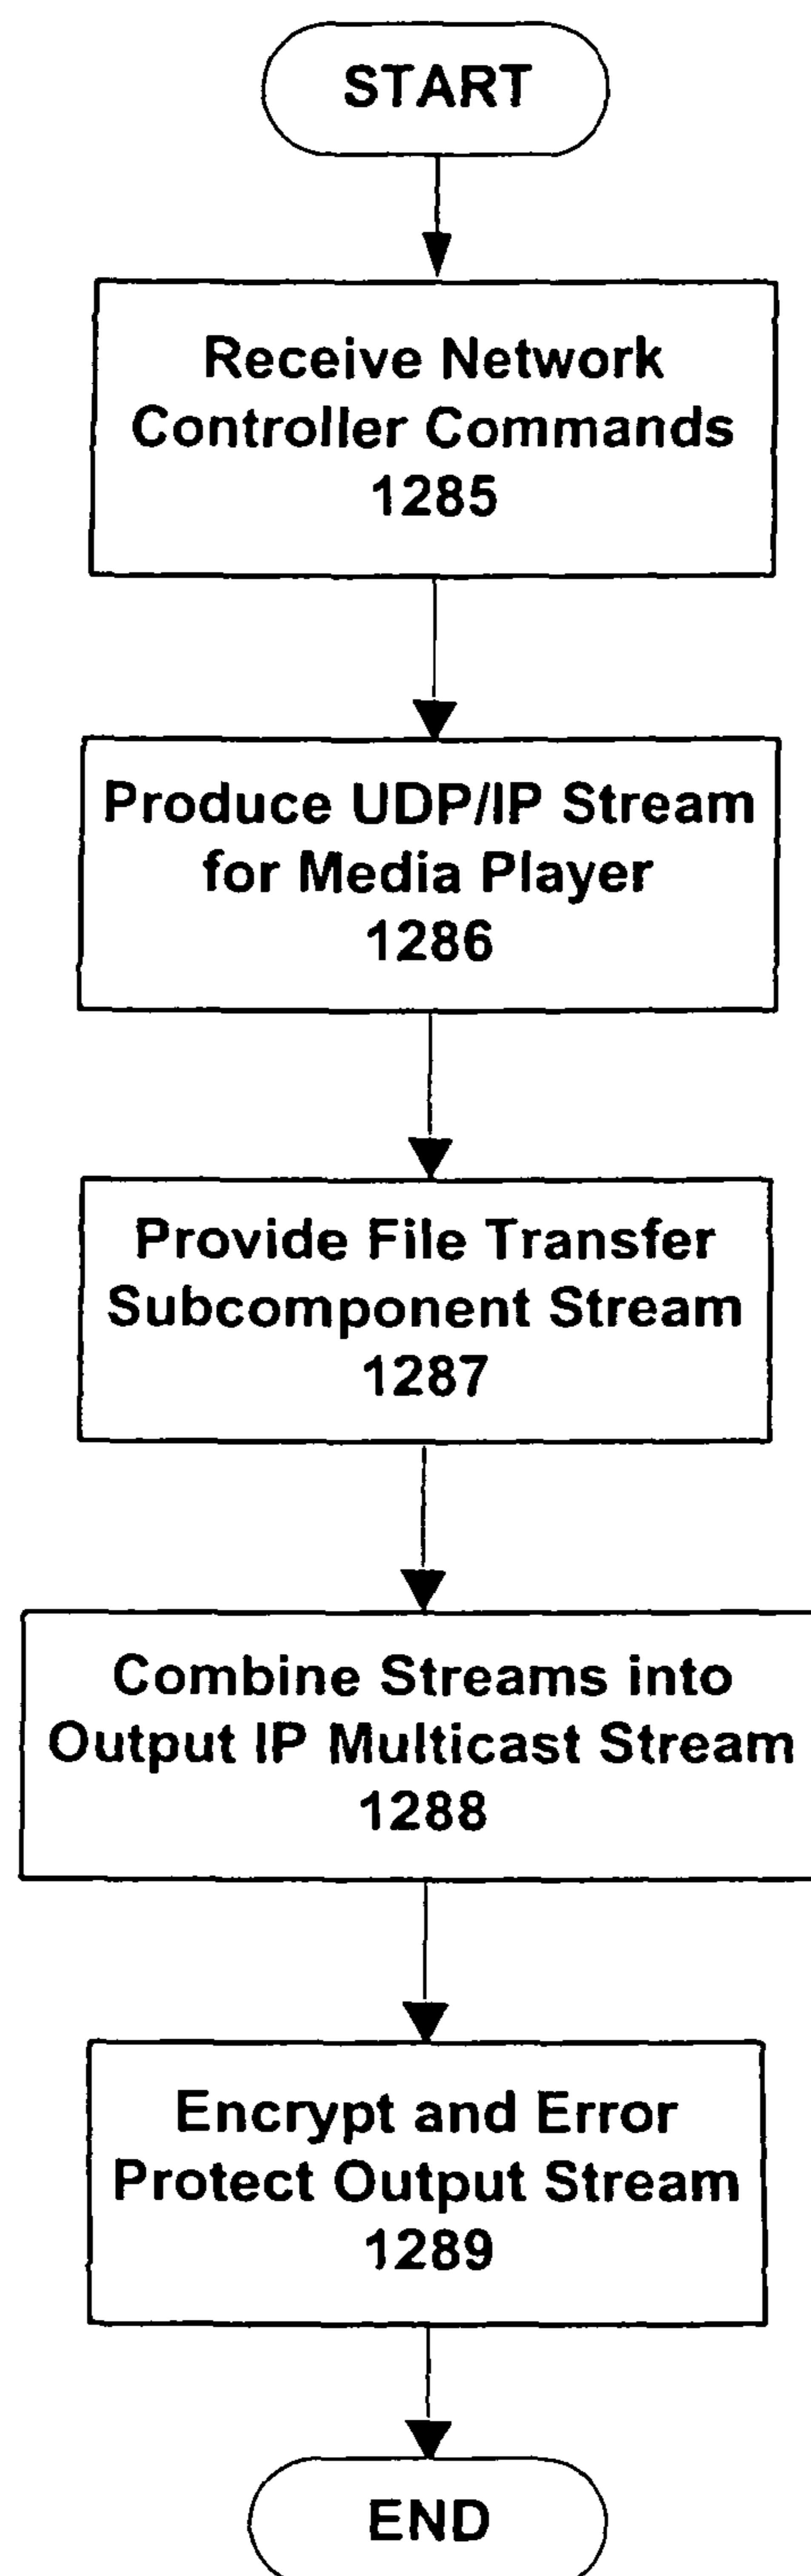 START
Receive Network
Controller Commands
1285
Produce UDP/IP Stream
for Media Player
1286
Provide File Transfer
Subcomponent Stream
1287
Combine Streams into
Output IP Multicast Stream
1288
Encrypt and Error
Protect Output Stream
1289
END